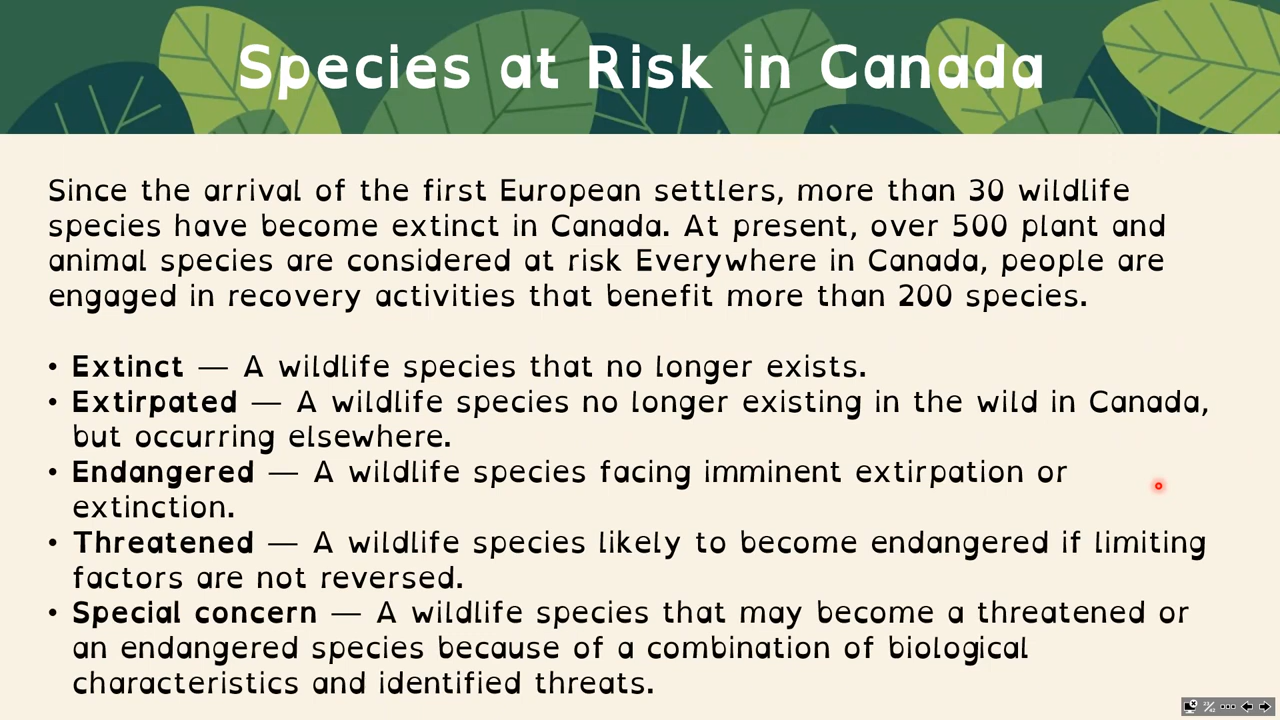 Species at Risk in Canada
Since the arrival of the first European settlers, more than 30 wildlife
species have become extinct in Canada. At present, over 500 plant and
animal species are considered at risk Everywhere in Canada, people are
engaged in recovery activities that benefit more than 200 species.
• Extinct — A wildlife species that no longer exists.
• Extirpated — A wildlife species no longer existing in the wild in Canada,
but occurring elsewhere.
• Endangered — A wildlife species facing imminent extirpation or
extinction.
• Threatened — A wildlife species likely to become endangered if limiting
factors are not reversed.
• Special concern — A wildlife species that may become a threatened or
an endangered species because of a combination of biological
characteristics and identified threats.